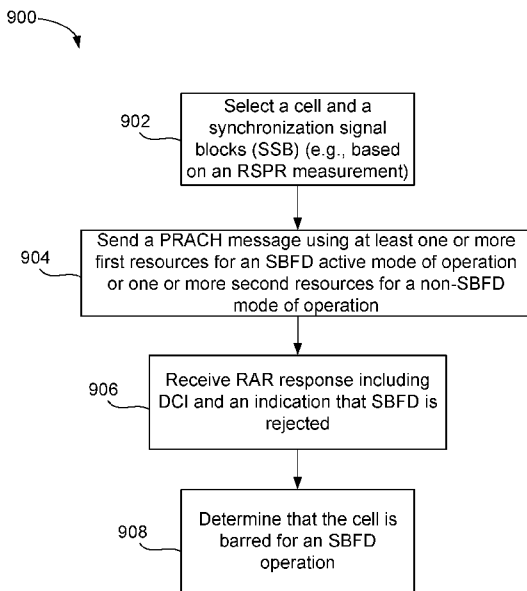 900
902
Select a cell and a
synchronization signal
blocks (SSB) (e.g., based
on an RSPR measurement)
904
Send a PRACH message using at least one or more
first resources for an SBFD active mode of operation
or one or more second resources for a non-SBFD
mode of operation
906
Receive RAR response including
DCI and an indication that SBFD is
rejected
908
Determine that the cell is
barred for an SBFD
operation